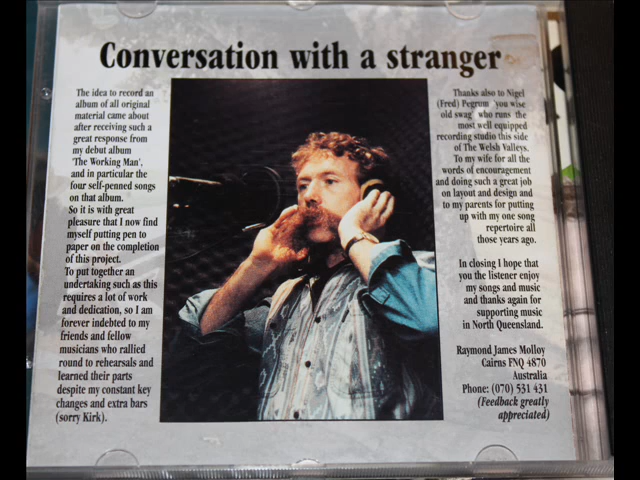 Conversation with a stranger
The idea to record an
album of all original
material came about
after receiving such a
great response from
my debut album
'The Working Man',
and in particular the
four self-penned songs
on that album.
So it is with great
pleasure that I now find
myself putting pen to
paper on the completion
of this project.
To put together an
undertaking such as this
requires a lot of work
and dedication, so I am
forever indebted to my
friends and fellow
musicians who rallied
round to rehearsals and
learned their parts
despite my constant key
changes and extra bars
(sorry Kirk).
Thanks also to Nigel
(Fred) Pegrum 'you wise
old swag' who runs the
most well equipped
recording studio this side
of The Welsh Valleys.
To my wife for all the
words of encouragement
and doing such a great job
on layout and design and
to my parents for putting
up with my one song
repertoire all
those years ago.
In closing I hope that
you the listener enjoy
my songs and music
and thanks again for
supporting music
in North Queensland.
Raymond James Molloy
Cairns FNQ 4870
Australia
Phone: (070) 531 431
(Feedback greatly
appreciated)